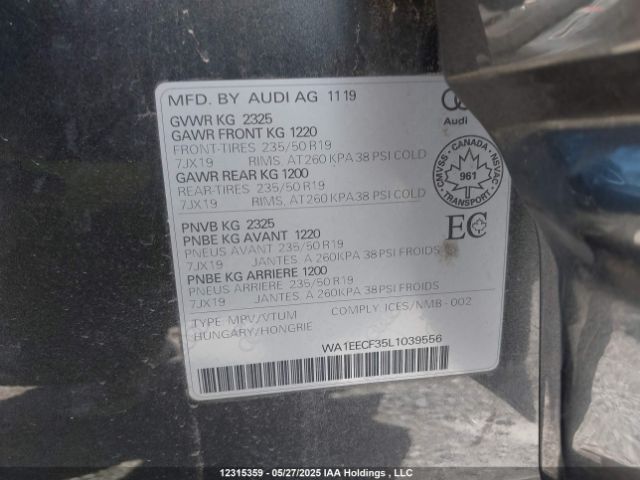 MFD. BY AUDI AG 11 19
GVWR KG 2325
GAWR FRONT KG 1220
FRONT-TIRES 235/50 R19
7JX19 RIMS, AT 260 KPA 38 PSI COLD
GAWR REAR KG 1200
REAR-TIRES 235/50 R19
7JX19 RIMS, AT 260 KPA 38 PSI COLD
Audi
CANADA
CMVSS - NSVAC
961
TRANSPORT
PNVB KG 2325
PNBE KG AVANT 1220
PNEUS AVANT 235/50 R19
7JX19 JANTES A 260KPA 38 PSI FROIDS
PNBE KG ARRIERE 1200
PNEUS ARRIERE 235/50 R19
7JX19 JANTES, A 260 KPA 38 PSI FROIDS
EC
TYPE MPV/VTUM COMPLY. ICES/NMB-002
HUNGARY/HONGRIE
WA1EECF35L1039556
12315359 - 05/27/2025 IAA Holdings, LLC